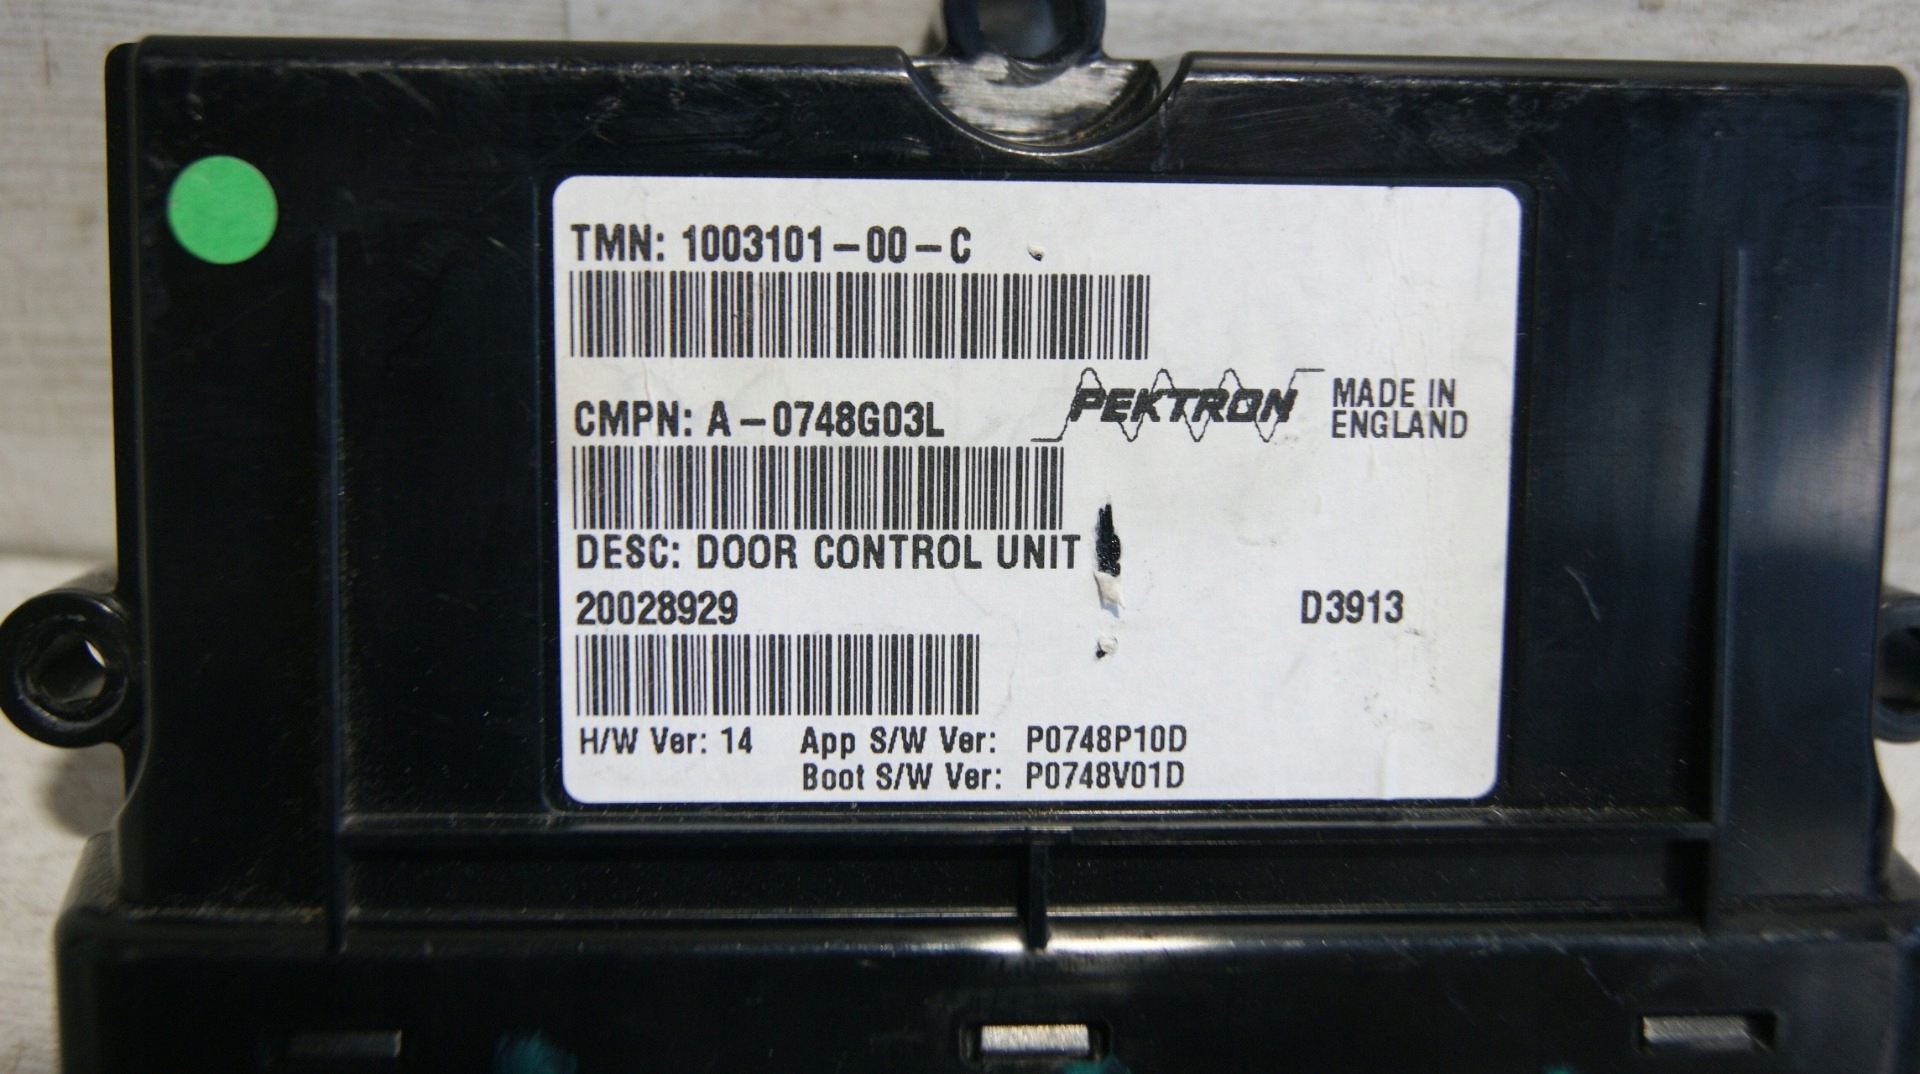 TMN: 1003101-00-C
CMPN: A-0748G03L
PEKTRON
MADE IN
ENGLAND
DESC: DOOR CONTROL UNIT
20028929
D3913
H/W Ver: 14 App S/W Ver: P0748P10D
Boot S/W Ver: P0748V01D